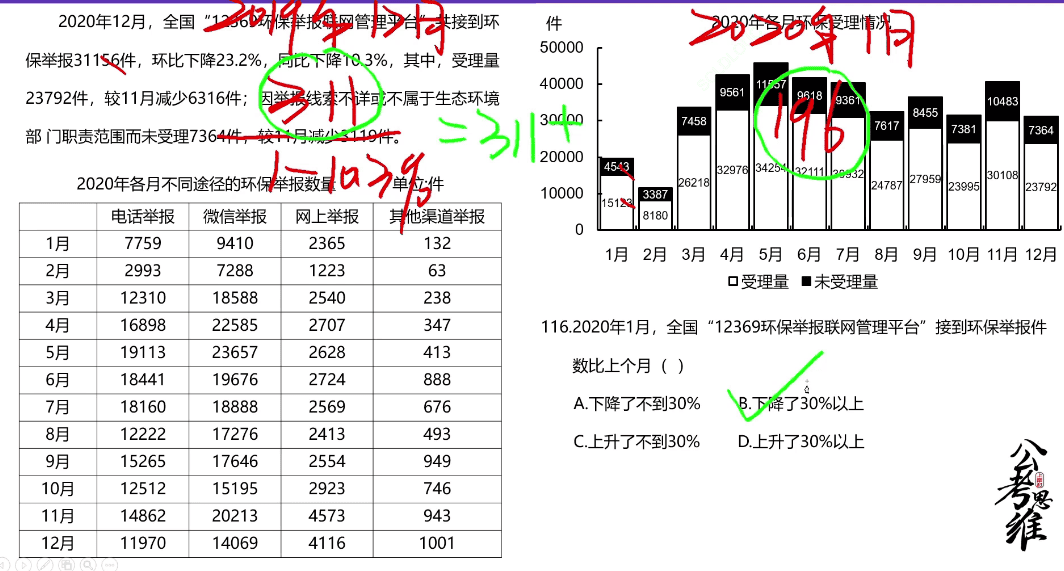 2020年12月，全国“12369环保举报联网管理平台”共接到环
保举报31156件，环比下降23.2%，同比下降10.3%，其中，受理量
23792件，较11月减少6316件；因举报线索不详或不属于生态环境
部 门职责范围而未受理7364件，较11月减少3119件。
2019年12月
311
1-10.3%
=311+
2020年各月不同途径的环保举报数量 单位:件
电话举报 微信举报 网上举报 其他渠道举报
1月 7759 9410 2365 132
2月 2993 7288 1223 63
3月 12310 18588 2540 238
4月 16898 22585 2707 347
5月 19113 23657 2628 413
6月 18441 19676 2724 888
7月 18160 18888 2569 676
8月 12222 17276 2413 493
9月 15265 17646 2554 949
10月 12512 15195 2923 746
11月 14862 20213 4573 943
12月 11970 14069 4116 1001
件 2020年各月环保受理情况
2020年1月
196
50000
40000
30000
20000
10000
0
4543 3387 7458 9561 11557 9618 9361 7617 8455 7381 10483 7364
8180 26218 32976 34254 32111 24787 27959 23995 30108 23792
1月 2月 3月 4月 5月 6月 7月 8月 9月 10月 11月 12月
受理量 未受理量
116.2020年1月，全国“12369环保举报联网管理平台”接到环保举报件
数比上个月（ ）
A.下降了不到30% B.下降了30%以上
C.上升了不到30% D.上升了30%以上
公考思维